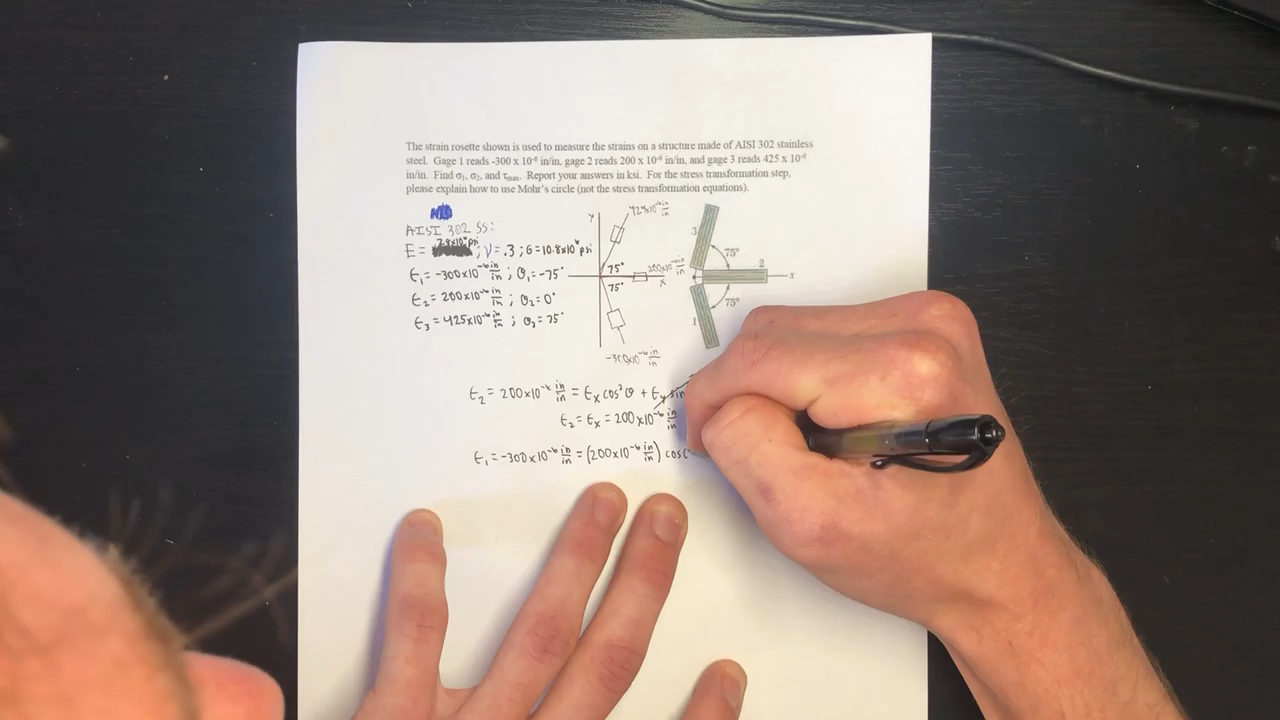 The strain rosette shown is used to measure the strains on a structure made of AISI 302 stainless
steel. Gage 1 reads -300 x 10⁻⁶ in/in, gage 2 reads 200 x 10⁻⁶ in/in, and gage 3 reads 425 x 10⁻⁶
in/in. Find σ₁, σ₂, and τₘₐₓ. Report your answers in ksi. For the stress transformation step,
please explain how to use Mohr's circle (not the stress transformation equations).
AISI 302 SS:
E = 28x10⁶ psi ; ν = .3 ; G=10.8x10⁶ psi
ϵ₁=-300x10⁻⁶ in/in ; θ₁=-75°
ϵ₂= 200x10⁻⁶ in/in ; θ₂=0°
ϵ₃= 425x10⁻⁶ in/in ; θ₃= 75°
y
425x10⁻⁶ in/in
75°
200x10⁻⁶ in/in
x
75°
-300x10⁻⁶ in/in
3
75°
2
x
75°
1
ϵ₂ = 200x10⁻⁶ in/in = ϵₓ cos²θ + ϵᵧ sin
ϵ₂ = ϵₓ = 200x10⁻⁶ in/in
ϵ₁=-300x10⁻⁶ in/in = (200x10⁻⁶ in/in) cos(